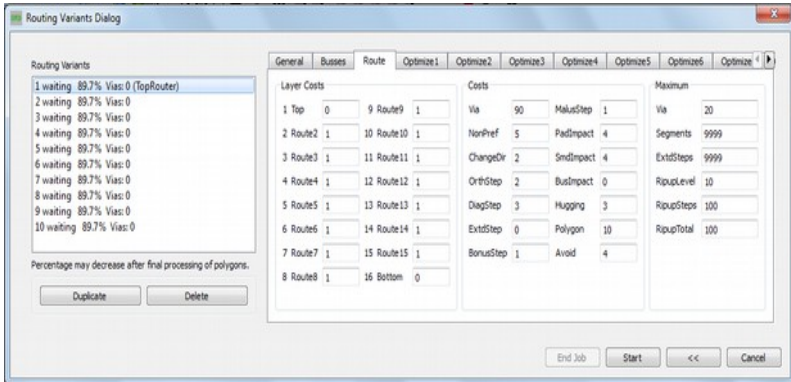 Routing Variants Dialog
Routing Variants
1 waiting 89.7% Vias: 0 (TopRouter)
2 waiting 89.7% Vias: 0
3 waiting 89.7% Vias: 0
4 waiting 89.7% Vias: 0
5 waiting 89.7% Vias: 0
6 waiting 89.7% Vias: 0
7 waiting 89.7% Vias: 0
8 waiting 89.7% Vias: 0
9 waiting 89.7% Vias: 0
10 waiting 89.7% Vias: 0
Percentage may decrease after final processing of polygons.
Duplicate Delete
General Busses Route Optimize1 Optimize2 Optimize3 Optimize4 Optimize5 Optimize6 Optimize
Layer Costs
1 Top 0 9 Route9 1
2 Route2 1 10 Route10 1
3 Route3 1 11 Route11 1
4 Route4 1 12 Route12 1
5 Route5 1 13 Route13 1
6 Route6 1 14 Route14 1
7 Route7 1 15 Route15 1
8 Route8 1 16 Bottom 0
Costs
Via 90 MalusStep 1
NonPref 5 PadImpact 4
ChangeDir 2 SmdImpact 4
OrthStep 2 BusImpact 0
DiagStep 3 Hugging 3
ExtdStep 0 Polygon 10
BonusStep 1 Avoid 4
Maximum
Via 20
Segments 9999
ExtdSteps 9999
RipupLevel 10
RipupSteps 100
RipupTotal 100
End Job Start << Cancel